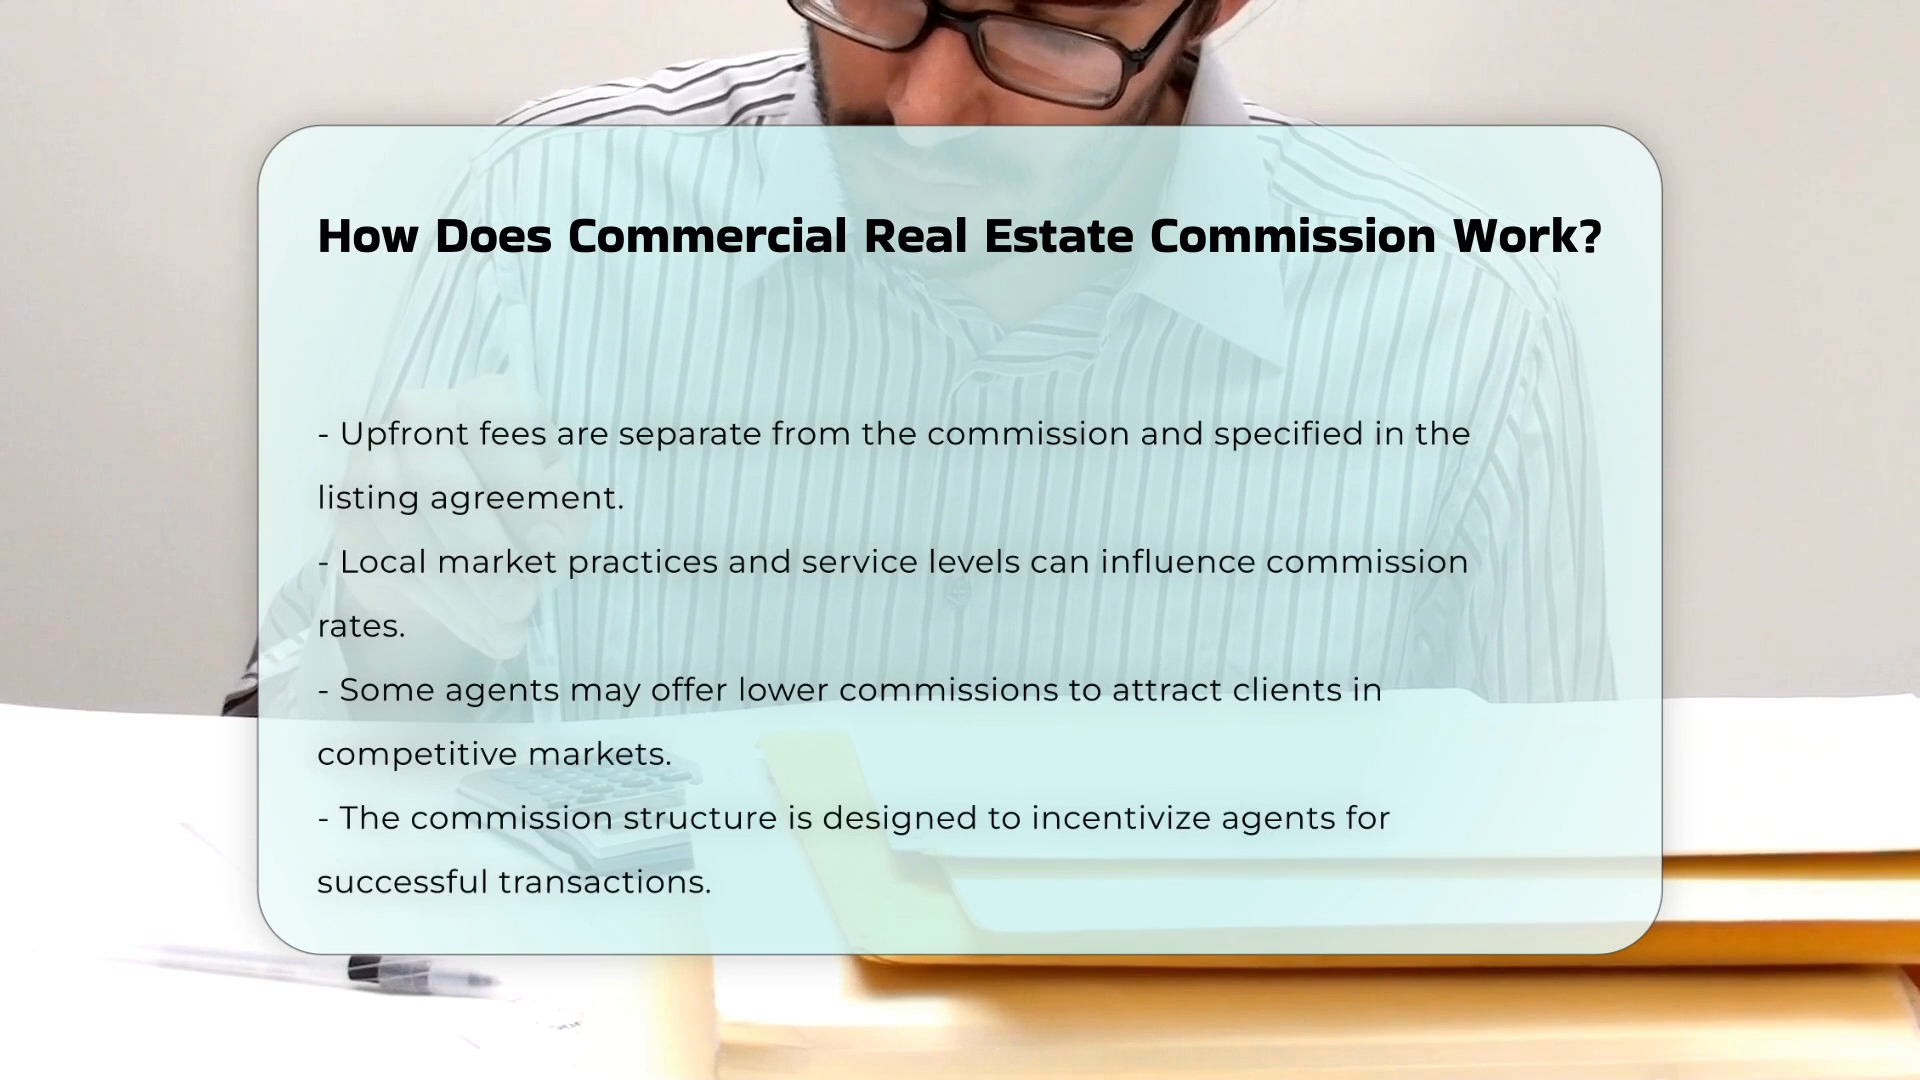 How Does Commercial Real Estate Commission Work?
- Upfront fees are separate from the commission and specified in the
listing agreement.
- Local market practices and service levels can influence commission
rates.
- Some agents may offer lower commissions to attract clients in
competitive markets.
- The commission structure is designed to incentivize agents for
successful transactions.